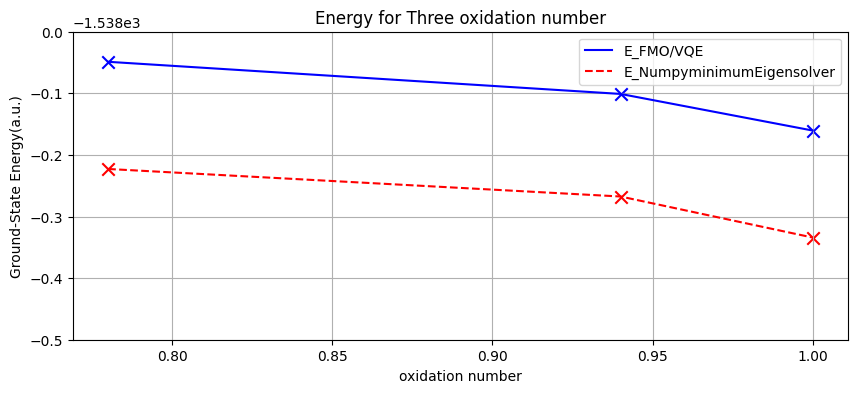 Energy for Three oxidation number
−1.538e3
0.0
−0.1
−0.2
−0.3
−0.4
−0.5
Ground-State Energy(a.u.)
E_FMO/VQE
E_NumpyminimumEigensolver
0.80
0.85
0.90
0.95
1.00
oxidation number